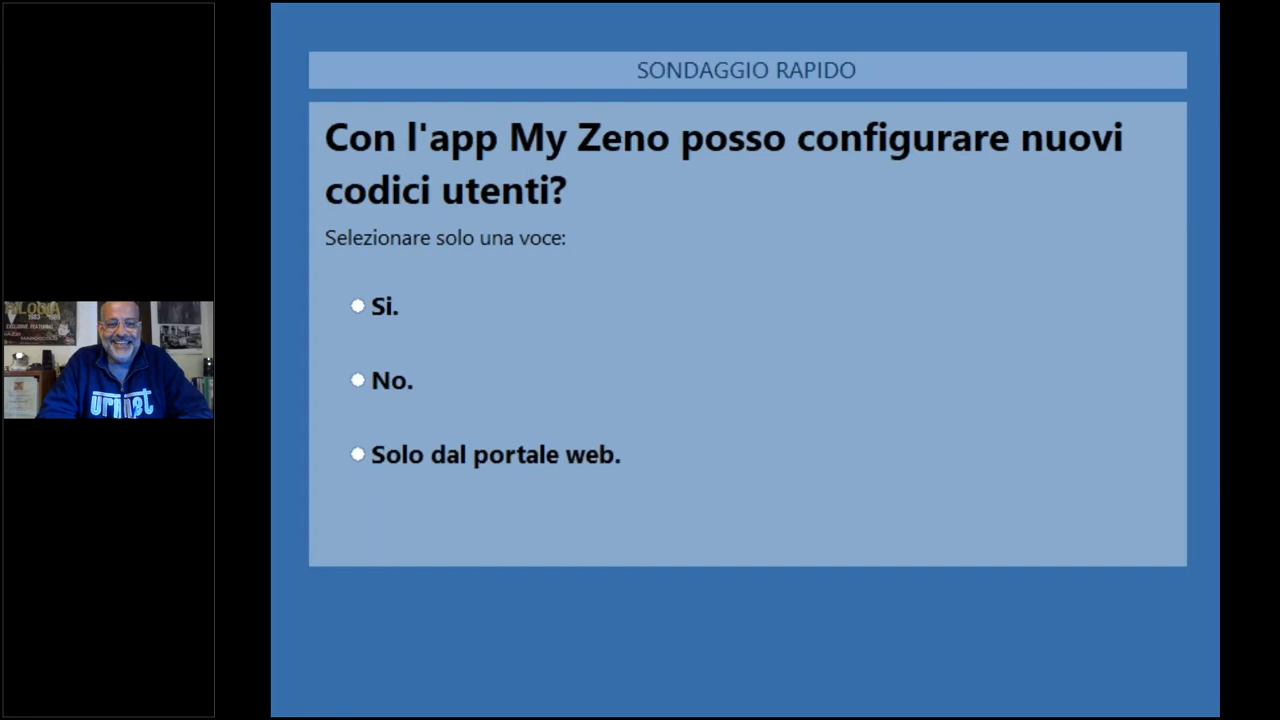 SONDAGGIO RAPIDO
Con l'app My Zeno posso configurare nuovi
codici utenti?
Selezionare solo una voce:
Si.
No.
Solo dal portale web.
urmet